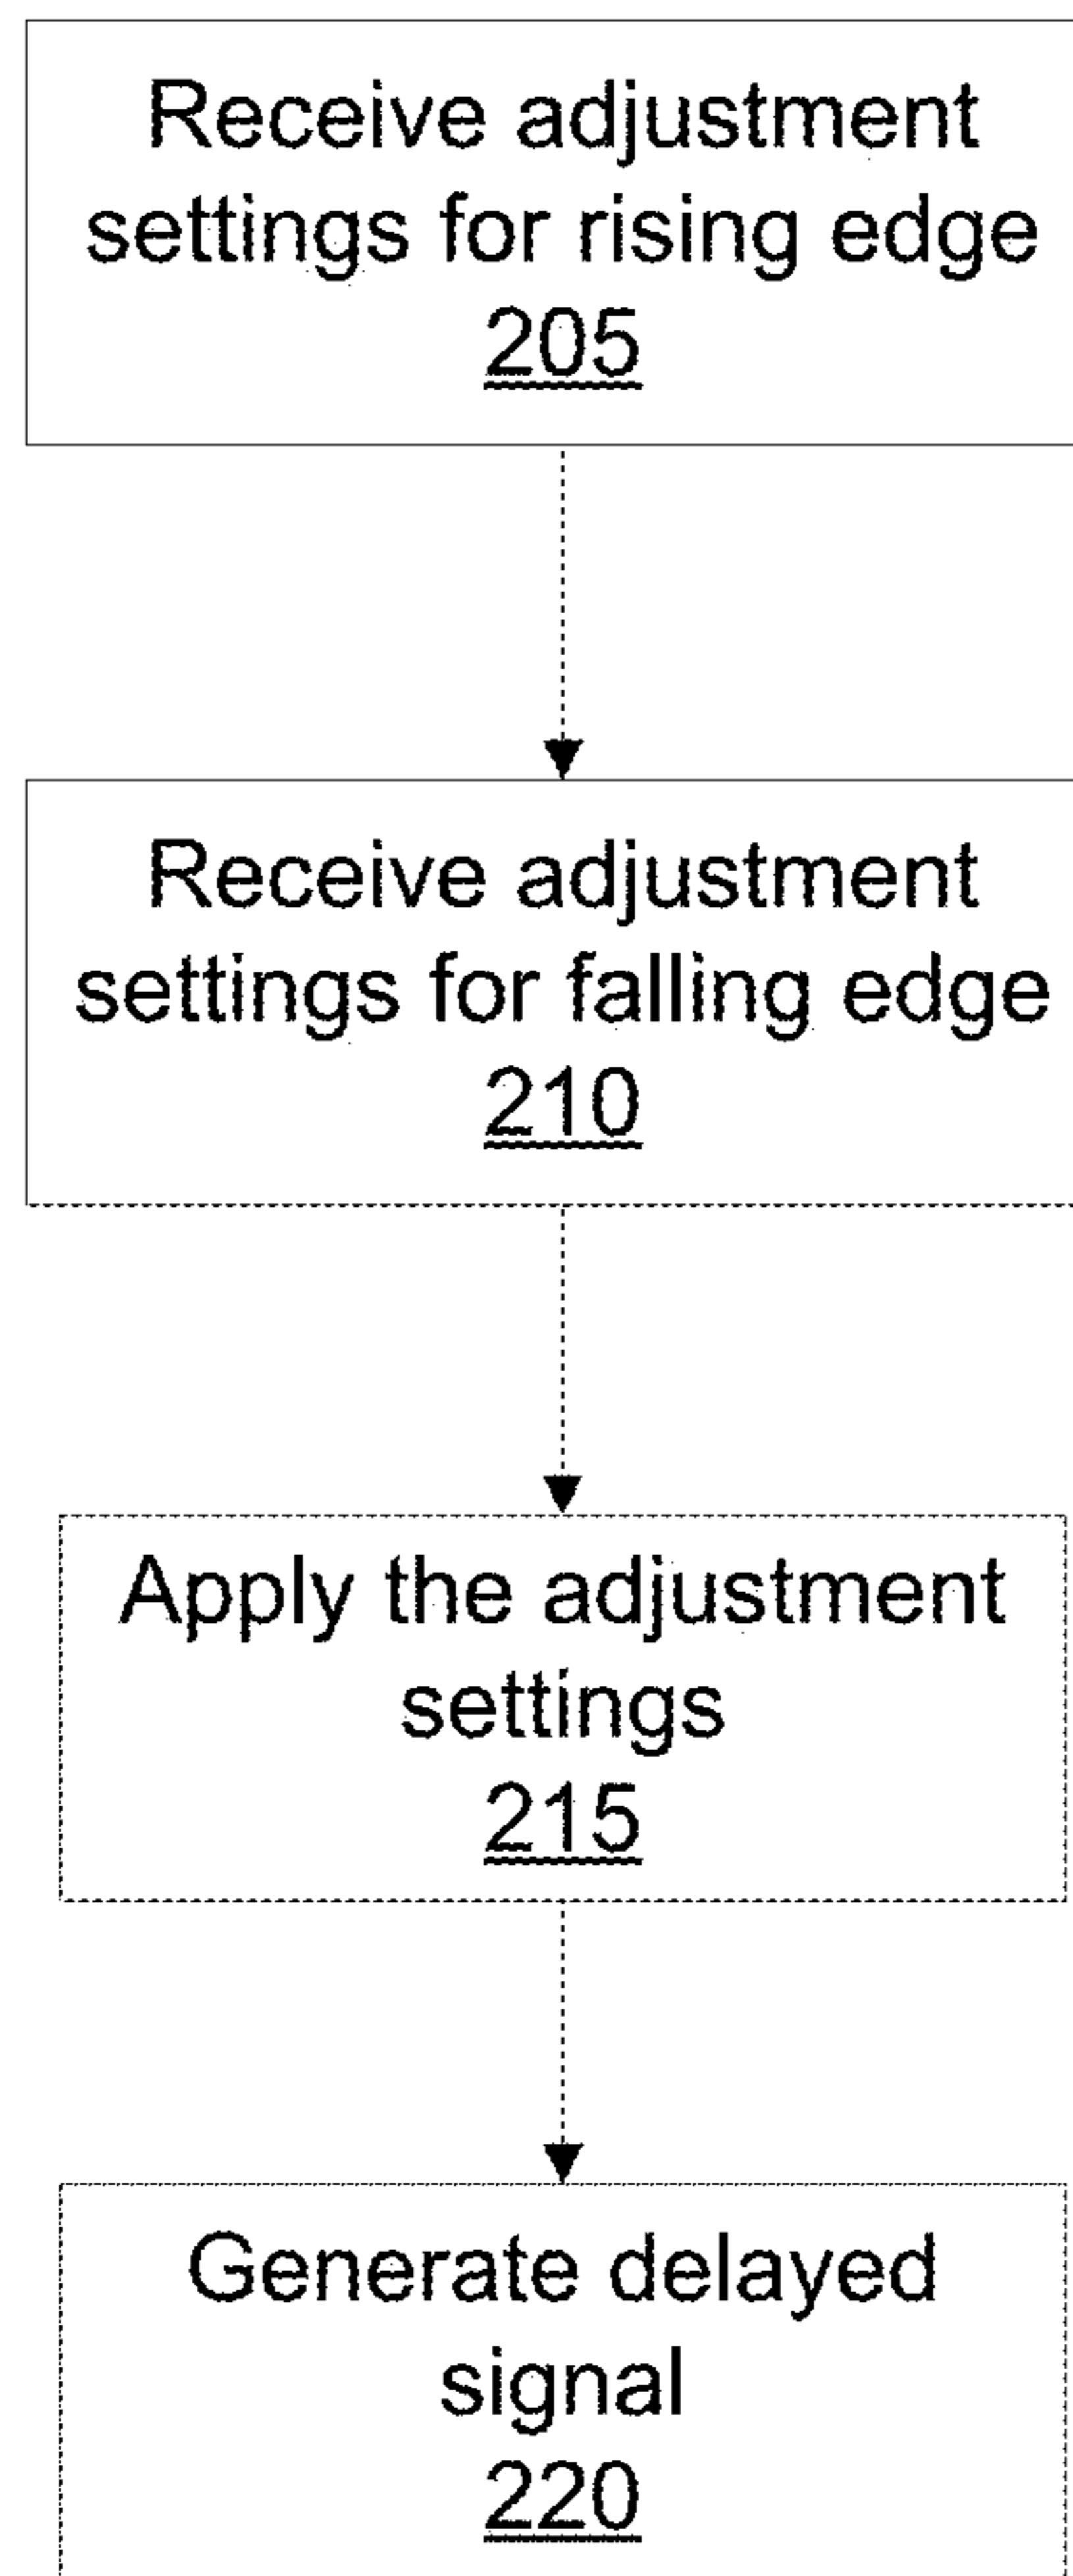 Receive adjustment
settings for rising edge
205
Receive adjustment
settings for falling edge
210
Apply the adjustment
settings
215
Generate delayed
signal
220